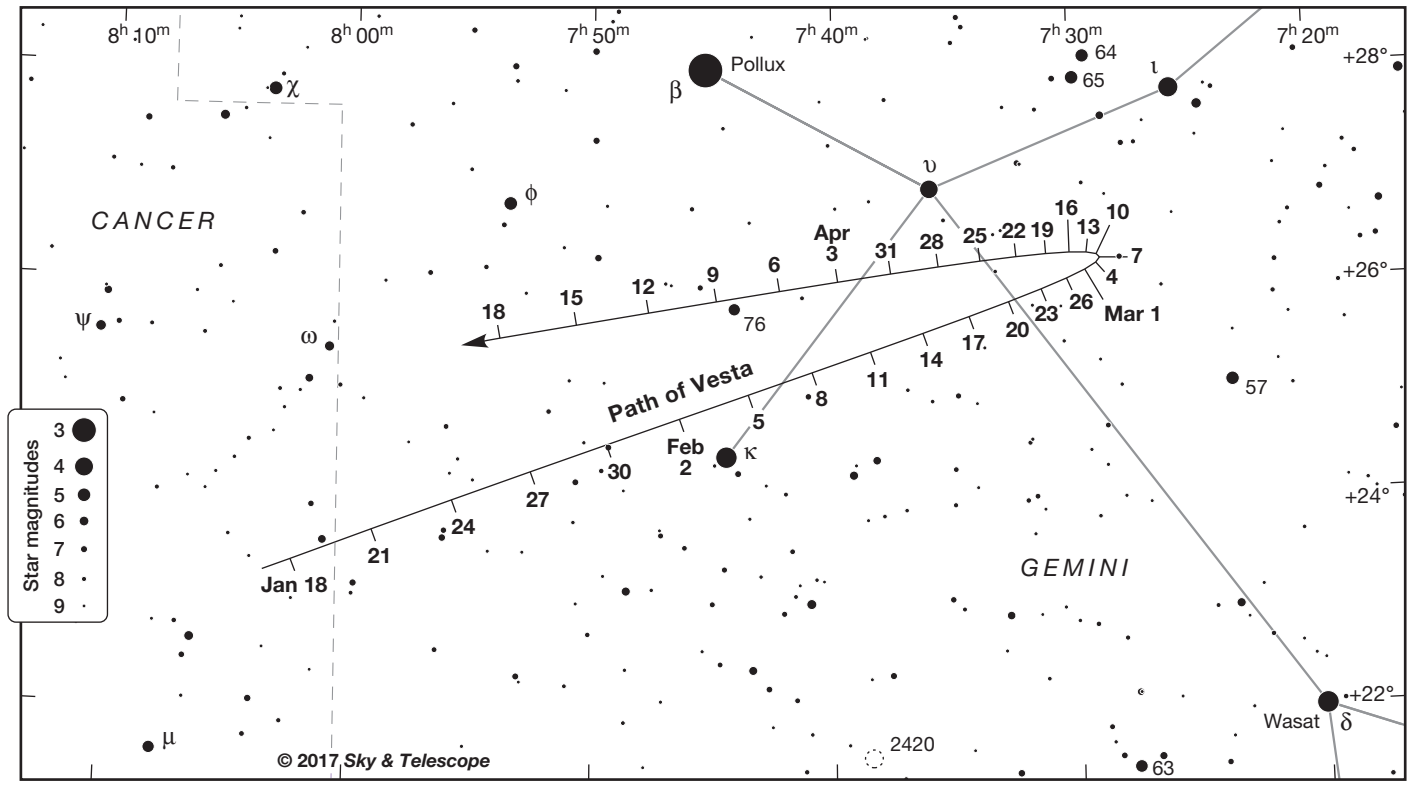 8h 10m
8h 00m
7h 50m
7h 40m
7h 30m
7h 20m
+28°
64
65
ι
Pollux
β
χ
υ
φ
CANCER
16
10
13
19
22
25
28
31
Apr
3
6
9
12
15
18
7
4
+26°
Mar 1
26
23
20
17
14
11
8
5
Feb
2
30
27
24
21
Jan 18
Path of Vesta
76
ψ
ω
57
κ
+24°
GEMINI
Star magnitudes
3
4
5
6
7
8
9
+22°
Wasat
δ
μ
2420
63
© 2017 Sky & Telescope